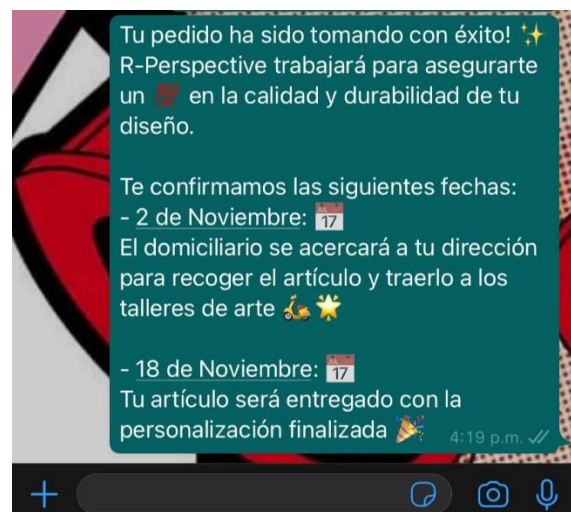 Tu pedido ha sido tomando con éxito! ✨
R-Perspective trabajará para asegurarte
un 💯 en la calidad y durabilidad de tu
diseño.
Te confirmamos las siguientes fechas:
- 2 de Noviembre: 📅
El domiciliario se acercará a tu dirección
para recoger el artículo y traerlo a los
talleres de arte 🛵🌟
- 18 de Noviembre: 📅
Tu artículo será entregado con la
personalización finalizada 🎉
4:19 p.m.